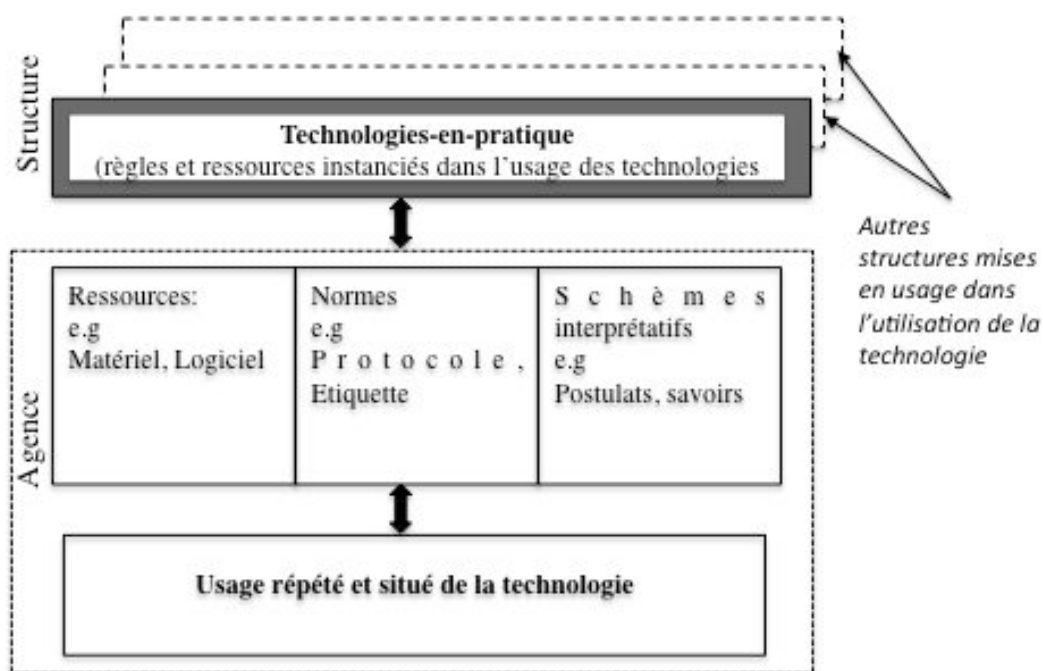 Structure
Technologies-en-pratique
(règles et ressources instanciés dans l'usage des technologies
Autres
structures mises
en usage dans
l'utilisation de la
technologie
Agence
Ressources:
e.g
Matériel, Logiciel
Normes
e.g
Protocole,
Etiquette
Schèmes
interprétatifs
e.g
Postulats, savoirs
Usage répété et situé de la technologie